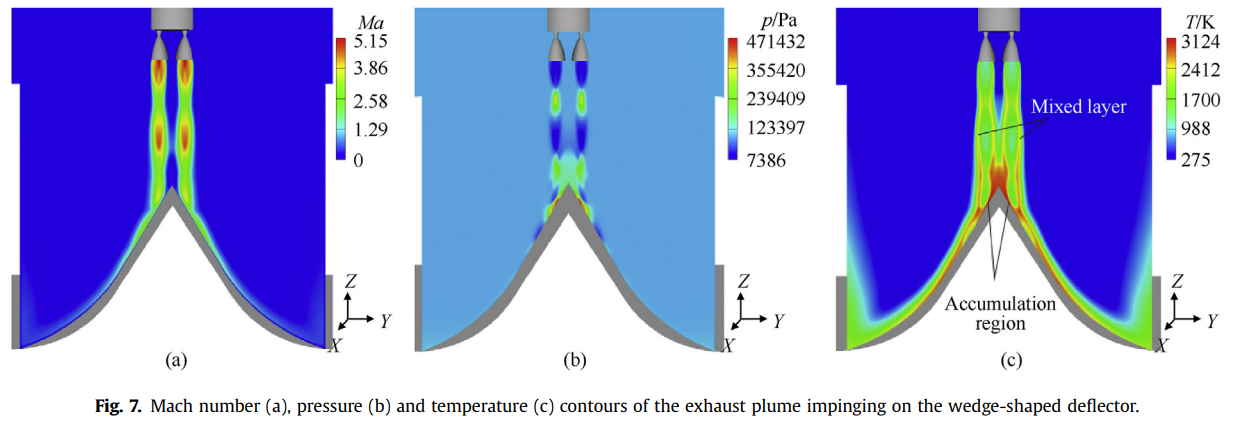 Ma
5.15
3.86
2.58
1.29
0
Z
Y
X
(a)
p/Pa
471432
355420
239409
123397
7386
Z
Y
X
(b)
T/K
3124
2412
1700
988
275
Mixed layer
Accumulation
region
Z
Y
X
(c)
Fig. 7. Mach number (a), pressure (b) and temperature (c) contours of the exhaust plume impinging on the wedge-shaped deflector.